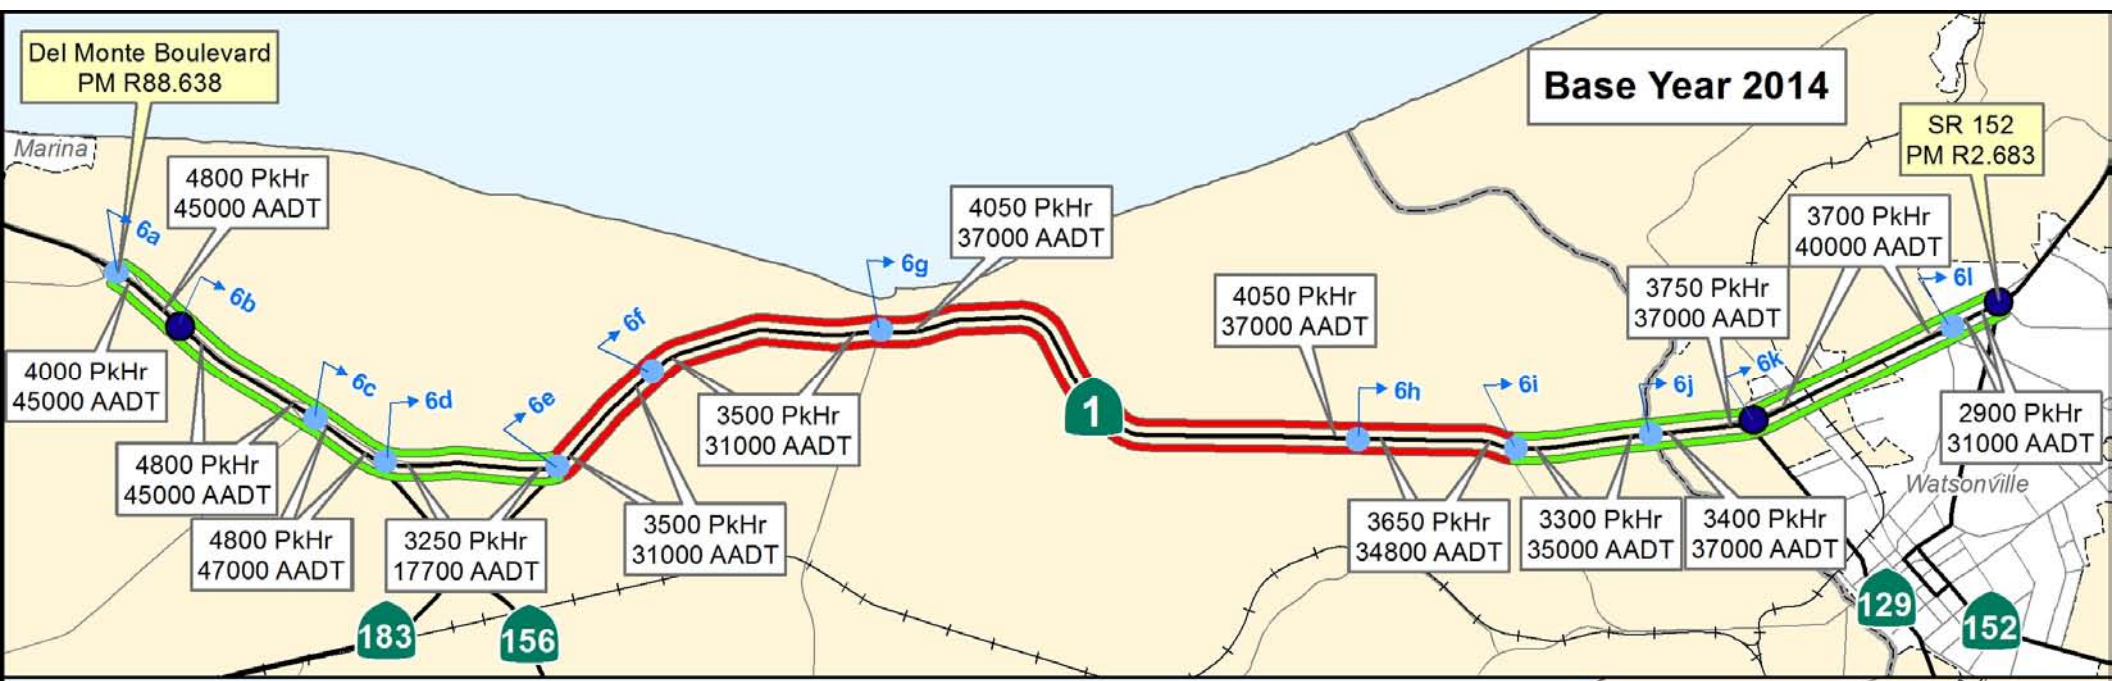 Del Monte Boulevard
PM R88.638
Base Year 2014
SR 152
PM R2.683
Marina
4800 PkHr
45000 AADT
6a
6b
4000 PkHr
45000 AADT
6c
4800 PkHr
45000 AADT
6d
4800 PkHr
47000 AADT
6e
3250 PkHr
17700 AADT
6f
3500 PkHr
31000 AADT
3500 PkHr
31000 AADT
6g
4050 PkHr
37000 AADT
1
4050 PkHr
37000 AADT
6h
3650 PkHr
34800 AADT
6i
3300 PkHr
35000 AADT
6j
3400 PkHr
37000 AADT
3750 PkHr
37000 AADT
6k
3700 PkHr
40000 AADT
6l
2900 PkHr
31000 AADT
Watsonville
183
156
129
152